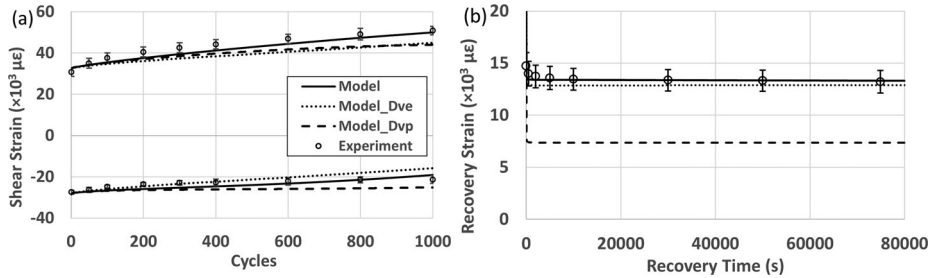 (a)
60
40
20
0
-20
-40
0 200 400 600 800 1000
Shear Strain (×10³ με)
Cycles
Model
Model_Dve
Model_Dvp
Experiment
(b)
20
15
10
5
0
0 20000 40000 60000 80000
Recovery Strain (×10³ με)
Recovery Time (s)